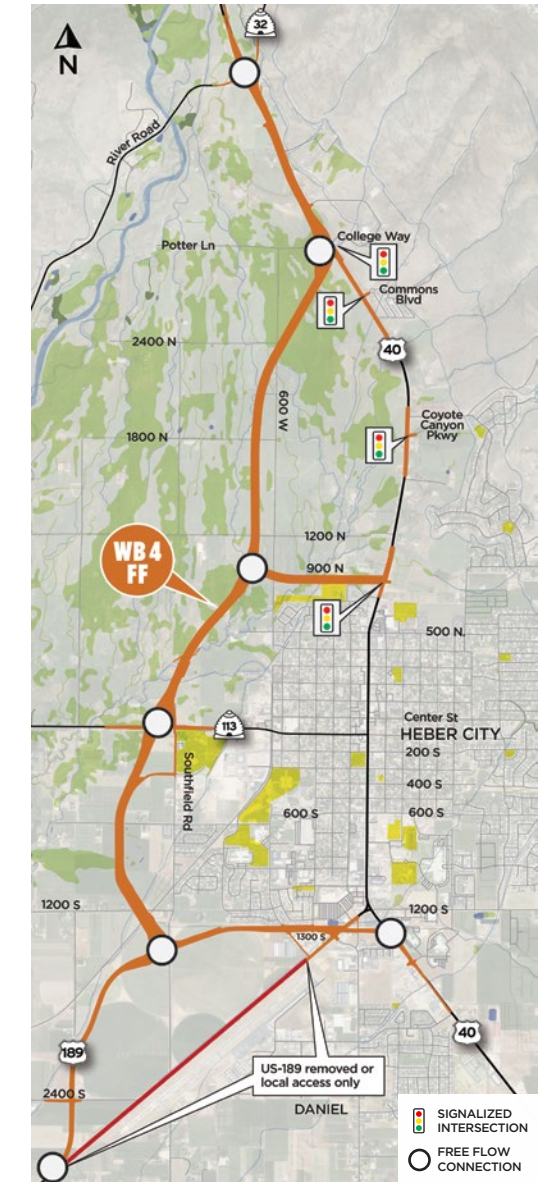 32
N
River Road
Potter Ln
College Way
Commons
Blvd
2400 N
40
600 W
Coyote
Canyon
Pkwy
1800 N
1200 N
WB4
FF
900 N
500 N.
Center St
113
HEBER CITY
200 S
Southfield Rd
400 S
600 S
600 S
1200 S
1200 S
1300 S
40
189
US-189 removed or
local access only
2400 S
DANIEL
SIGNALIZED
INTERSECTION
FREE FLOW
CONNECTION